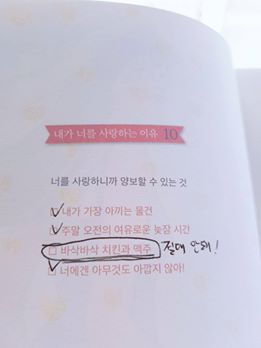 내가 너를 사랑하는 이유 10
너를 사랑하니까 양보할 수 있는 것
내가 가장 아끼는 물건
주말 오전의 여유로운 늦잠 시간
바삭바삭 치킨과 맥주 절대 안돼!
너에겐 아무것도 아깝지 않아!